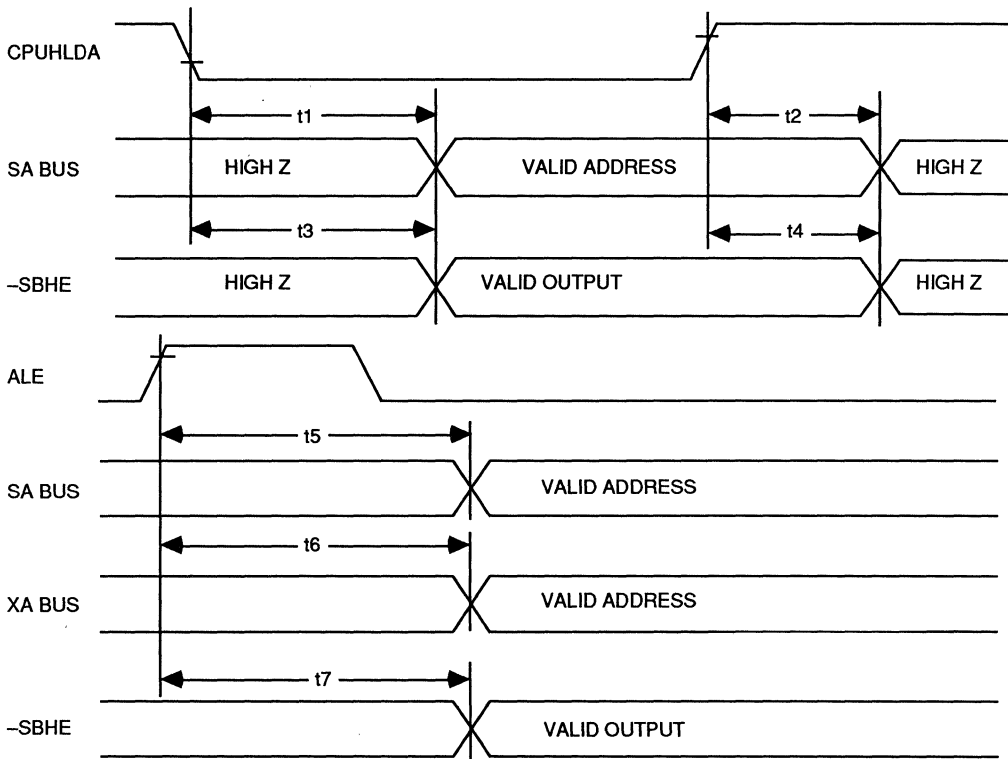 CPUHLDA
t1
t2
SA BUS
HIGH Z
VALID ADDRESS
HIGH Z
t3
t4
–SBHE
HIGH Z
VALID OUTPUT
HIGH Z
ALE
t5
SA BUS
VALID ADDRESS
t6
XA BUS
VALID ADDRESS
t7
–SBHE
VALID OUTPUT